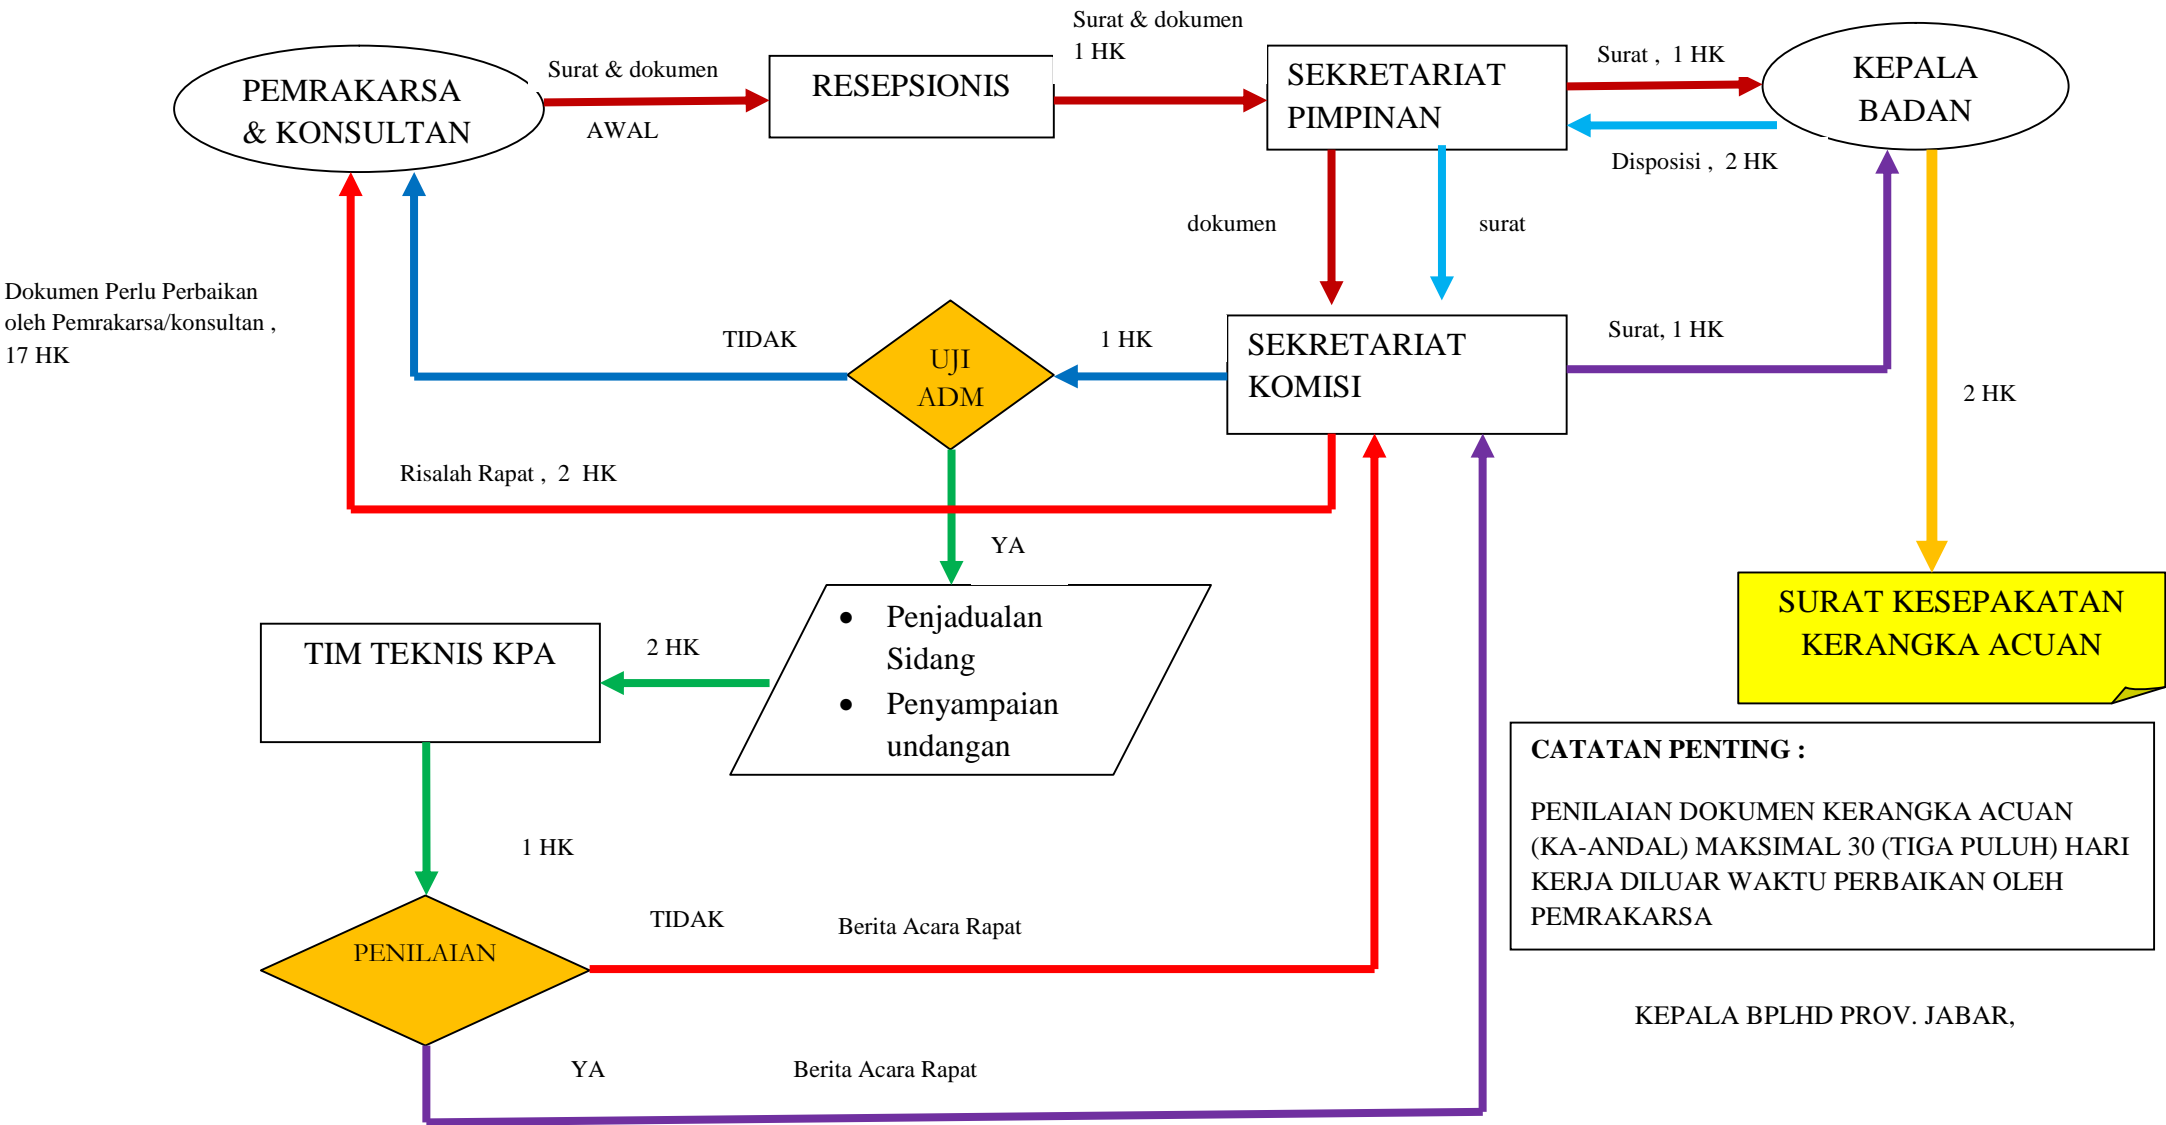 Surat & dokumen
1 HK
PEMRAKARSA
& KONSULTAN
Surat & dokumen
AWAL
RESEPSIONIS
SEKRETARIAT
PIMPINAN
Surat , 1 HK
KEPALA
BADAN
Disposisi , 2 HK
dokumen
surat
Dokumen Perlu Perbaikan
oleh Pemrakarsa/konsultan ,
17 HK
TIDAK
UJI
ADM
1 HK
SEKRETARIAT
KOMISI
Surat, 1 HK
2 HK
Risalah Rapat , 2 HK
YA
SURAT KESEPAKATAN
KERANGKA ACUAN
TIM TEKNIS KPA
2 HK
• Penjadualan
Sidang
• Penyampaian
undangan
CATATAN PENTING :
PENILAIAN DOKUMEN KERANGKA ACUAN
(KA-ANDAL) MAKSIMAL 30 (TIGA PULUH) HARI
KERJA DILUAR WAKTU PERBAIKAN OLEH
PEMRAKARSA
1 HK
PENILAIAN
TIDAK
Berita Acara Rapat
KEPALA BPLHD PROV. JABAR,
YA
Berita Acara Rapat